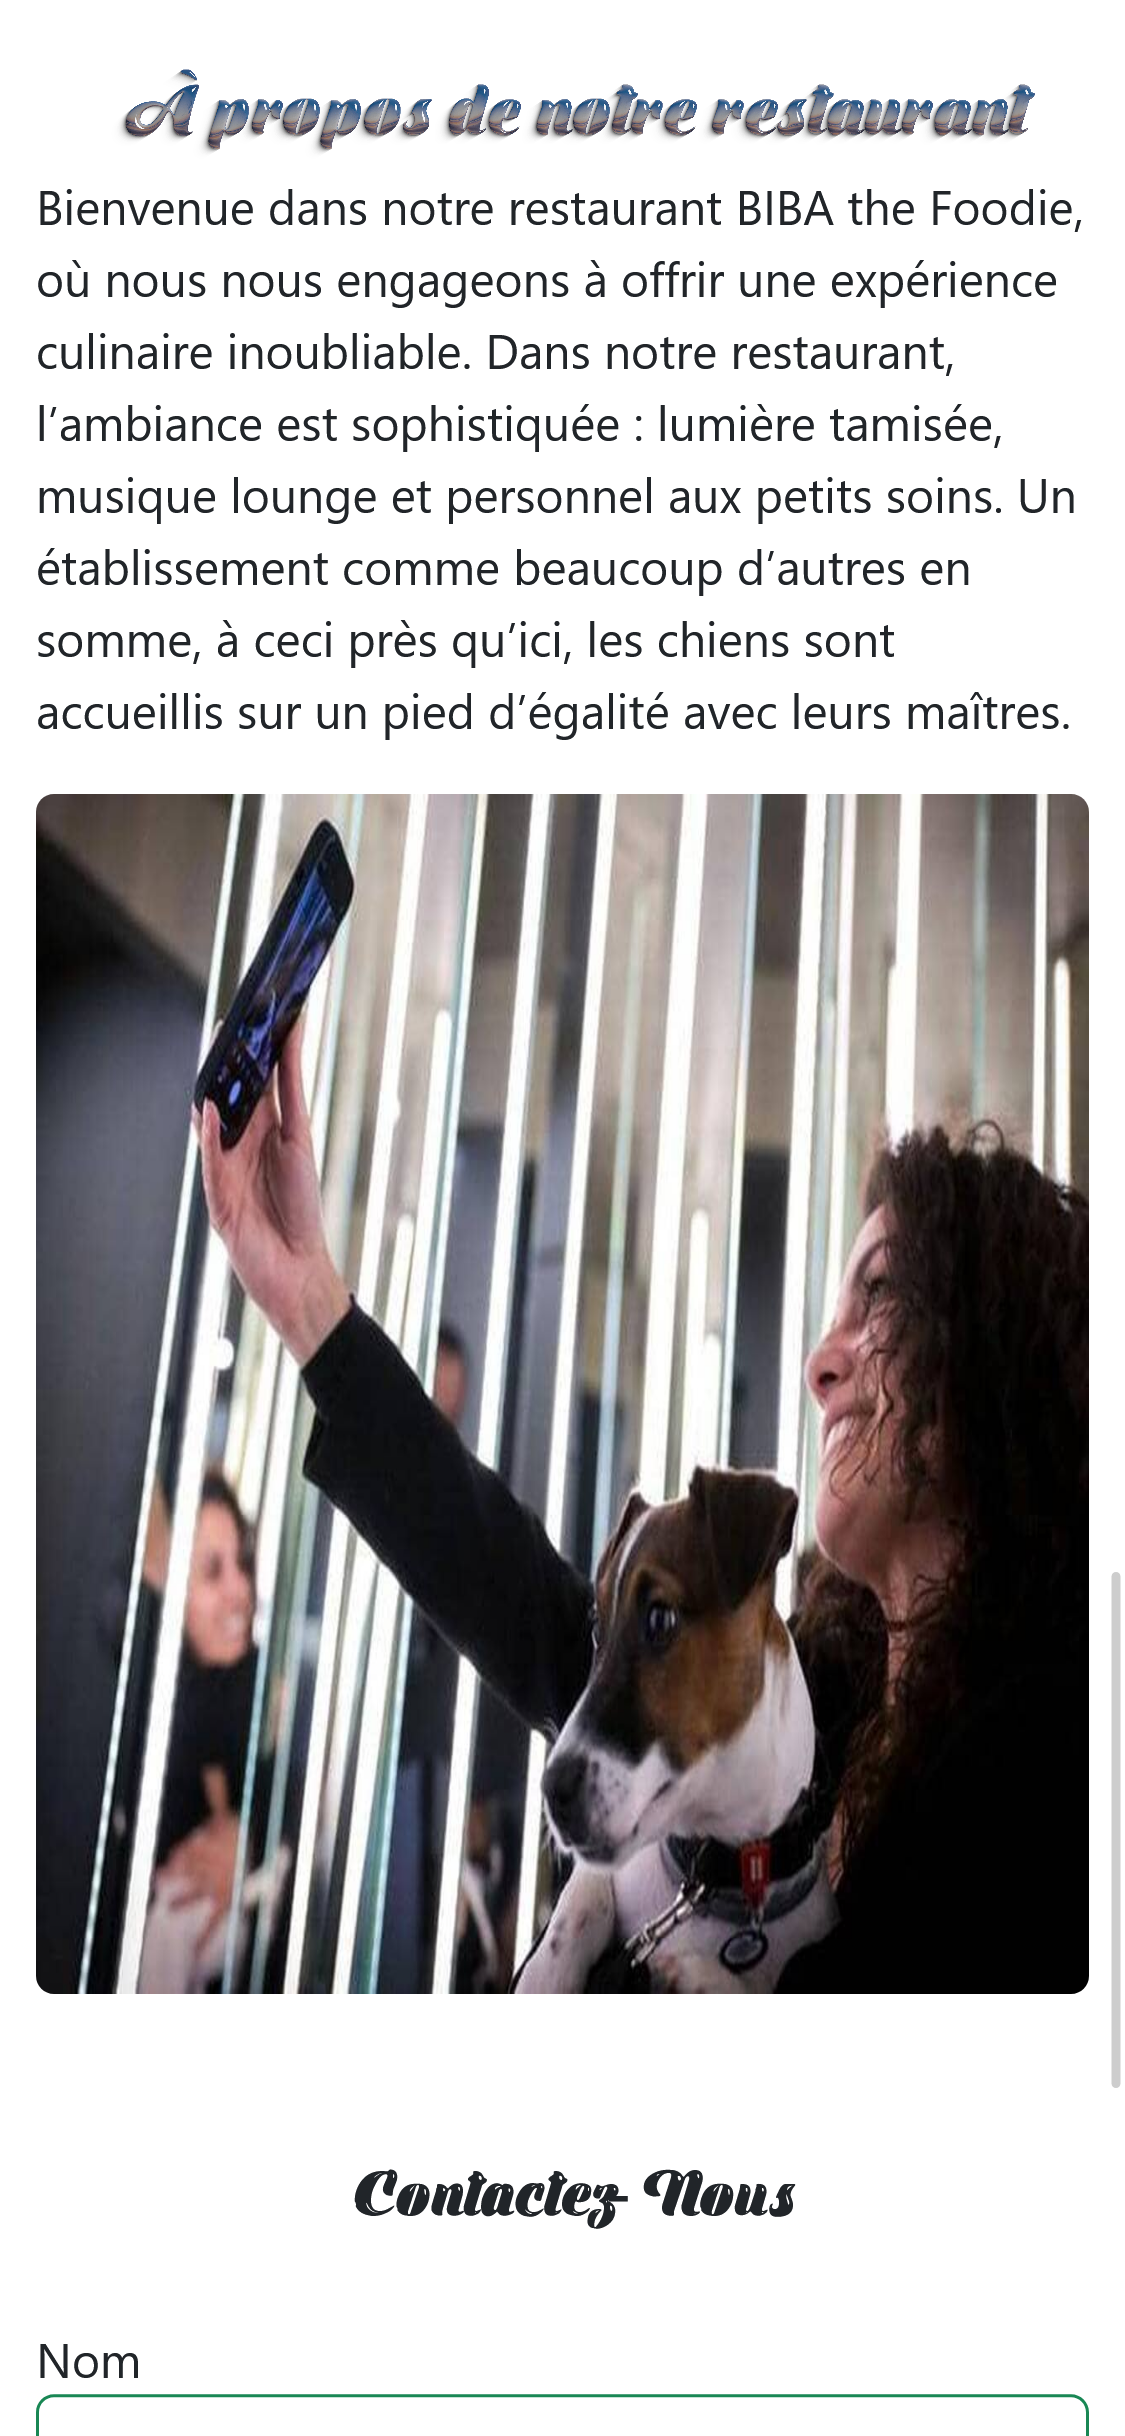 À propos de notre restaurant
Bienvenue dans notre restaurant BIBA the Foodie,
où nous nous engageons à offrir une expérience
culinaire inoubliable. Dans notre restaurant,
l’ambiance est sophistiquée : lumière tamisée,
musique lounge et personnel aux petits soins. Un
établissement comme beaucoup d’autres en
somme, à ceci près qu’ici, les chiens sont
accueillis sur un pied d’égalité avec leurs maîtres.
Contactez-Nous
Nom